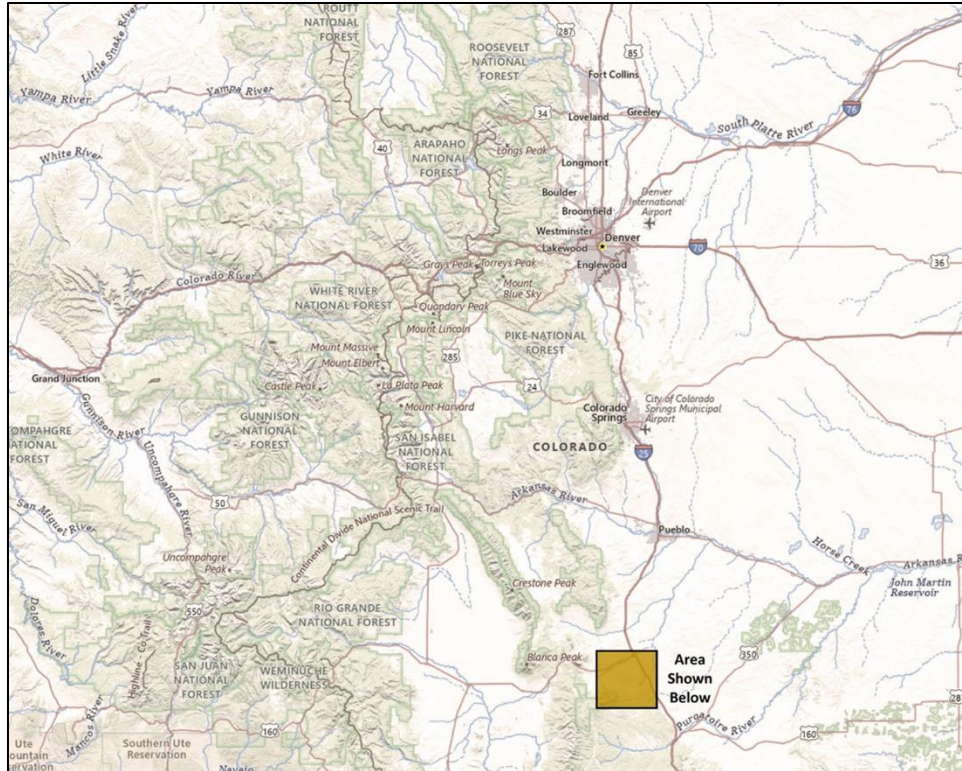 ROUTT
NATIONAL
FOREST
Little Snake River
ROOSEVELT
NATIONAL
FOREST
287
85
Fort Collins
Yampa River
Yampa River
34
Loveland
Greeley
South Platte River
76
White River
40
ARAPAHO
NATIONAL
FOREST
Longs Peak
Longmont
Boulder
Denver
International
Airport
Broomfield
Westminster
Denver
Lakewood
70
36
Englewood
Colorado River
Grays Peak
Torreys Peak
Mount
Blue Sky
WHITE RIVER
NATIONAL FOREST
Quandary Peak
Mount Lincoln
PIKE NATIONAL
FOREST
Mount Massive
285
Mount Elbert
Grand Junction
Castle Peak
La Plata Peak
24
Mount Harvard
City of Colorado
Springs Municipal
Airport
Colorado
Springs
Gunnison River
GUNNISON
NATIONAL
FOREST
OMPAHGRE
NATIONAL
FOREST
SAN ISABEL
NATIONAL
FOREST
COLORADO
25
Uncompahgre River
50
Arkansas River
San Miguel River
Continental Divide National Scenic Trail
Pueblo
Horse Creek
Arkansas R
John Martin
Reservoir
Uncompahgre
Peak
Crestone Peak
Dolores River
550
RIO GRANDE
NATIONAL FOREST
Highline Co Trail
SAN JUAN
NATIONAL
FOREST
WEMINUCHE
WILDERNESS
Blanca Peak
Area
Shown
Below
350
Purgatoire River
28
Mancos River
160
160
Ute
ountain
servation
Southern Ute
Reservation
Navajo